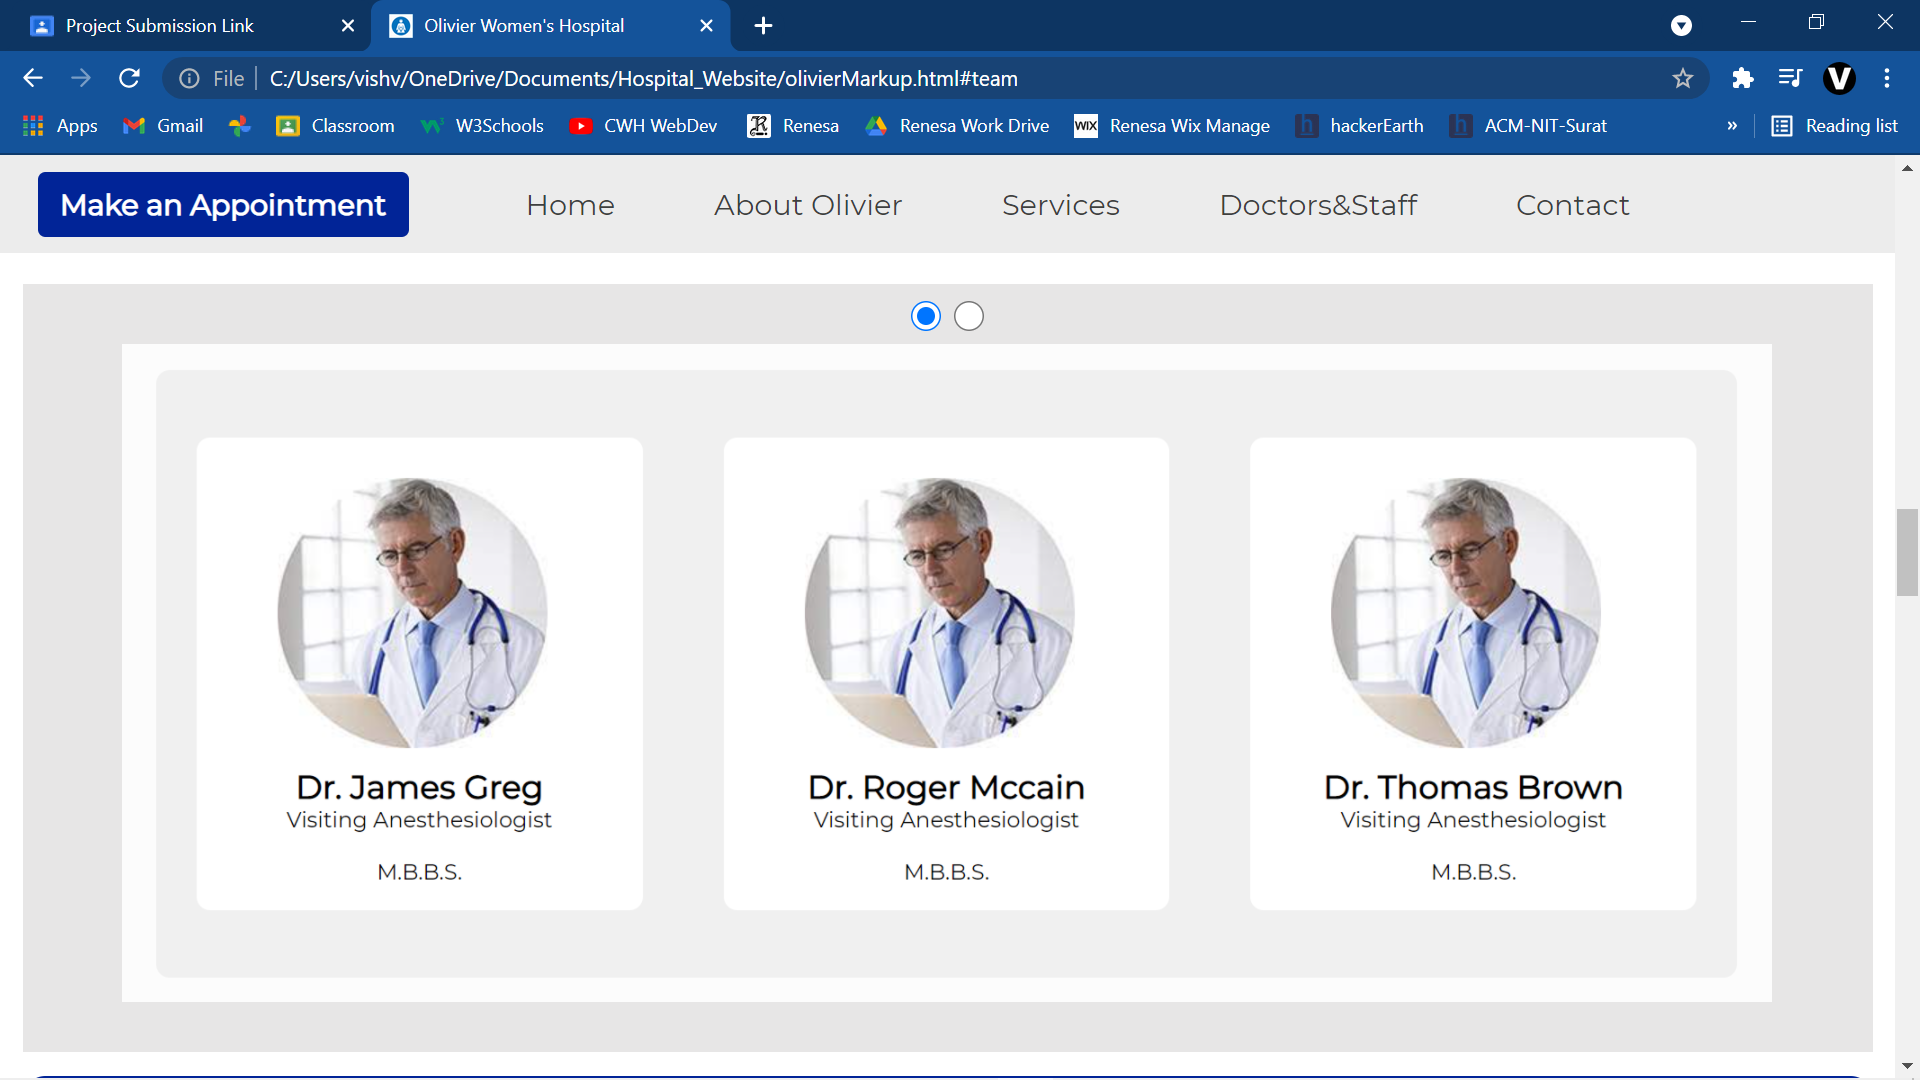 Project Submission Link
Olivier Women's Hospital
File
C:/Users/vishv/OneDrive/Documents/Hospital_Website/olivierMarkup.html#team
V
Apps
Gmail
Classroom
W3Schools
CWH WebDev
Renesa
Renesa Work Drive
WIX Renesa Wix Manage
h hackerEarth
h ACM-NIT-Surat
»
Reading list
Make an Appointment
Home
About Olivier
Services
Doctors&Staff
Contact
Dr. James Greg
Visiting Anesthesiologist
M.B.B.S.
Dr. Roger Mccain
Visiting Anesthesiologist
M.B.B.S.
Dr. Thomas Brown
Visiting Anesthesiologist
M.B.B.S.